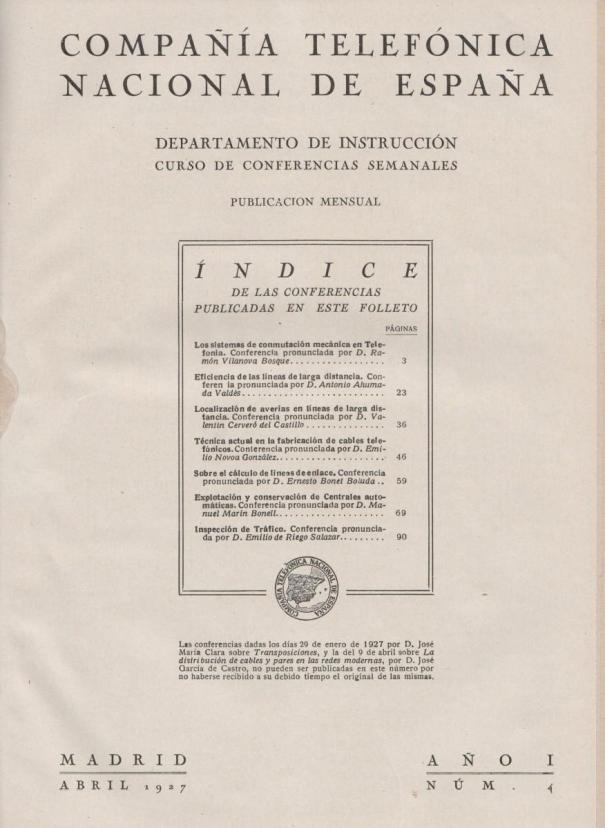 COMPAÑÍA TELEFÓNICA
NACIONAL DE ESPAÑA
DEPARTAMENTO DE INSTRUCCIÓN
CURSO DE CONFERENCIAS SEMANALES
PUBLICACION MENSUAL
ÍNDICE
DE LAS CONFERENCIAS
PUBLICADAS EN ESTE FOLLETO
PÁGINAS
Los sistemas de conmutación mecánica en Tele-
fonía. Conferencia pronunciada por D. Ra-
món Vilanova Bosque.................. 3
Eficiencia de las líneas de larga distancia. Con-
feren ia pronunciada por D. Antonio Ahuma-
da Valdés........................... 23
Localización de averías en líneas de larga dis-
tancia. Conferencia pronunciada por D. Va-
lentín Cerveró del Castillo............... 36
Técnica actual en la fabricación de cables tele-
fónicos. Conferencia pronunciada por D. Emi-
lio Novoa González..................... 46
Sobre el cálculo de líneas de enlace. Conferencia
pronunciada por D. Ernesto Bonet Boluda .. 59
Explotación y conservación de Centrales auto-
máticas. Conferencia pronunciada por D. Ma-
nuel Marín Bonell..................... 69
Inspección de Tráfico. Conferencia pronuncia-
da por D. Emilio de Riego Salazar......... 90
COMPAÑÍA TELEFÓNICA NACIONAL DE ESPAÑA
Las conferencias dadas los días 29 de enero de 1927 por D. José
María Clara sobre Transposiciones, y la del 9 de abril sobre La
distribución de cables y pares en las redes modernas, por D. José
García de Castro, no pueden ser publicadas en este número por
no haberse recibido a su debido tiempo el original de las mismas.
MADRID
ABRIL 1927
AÑO I
NÚM. 4